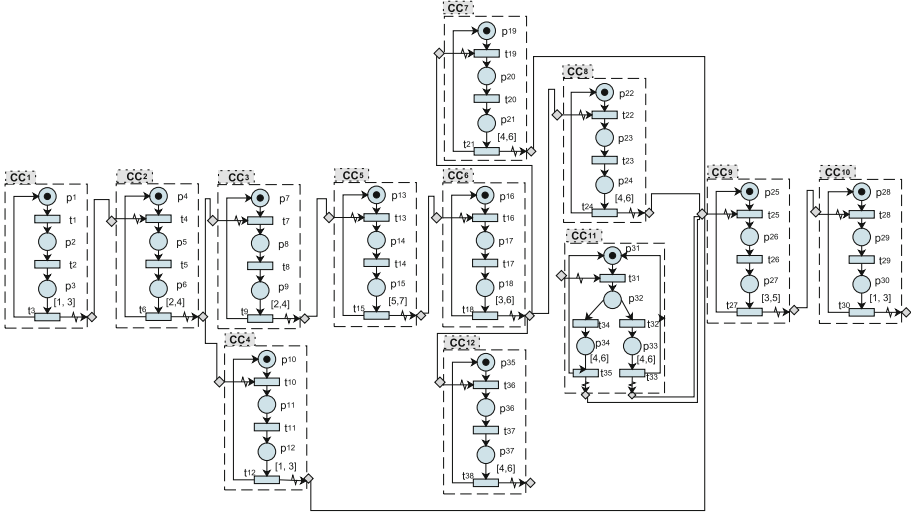 CC7
p19
t19
p20
t20
p21
[4,6]
t21
CC8
p22
t22
p23
t23
p24
[4,6]
t24
CC1
p1
t1
p2
t2
p3
[1, 3]
t3
CC2
p4
t4
p5
t5
p6
[2,4]
t6
CC3
p7
t7
p8
t8
p9
[2,4]
t9
CC5
p13
t13
p14
t14
p15
[5,7]
t15
CC6
p16
t16
p17
t17
p18
[3,6]
t18
CC9
p25
t25
p26
t26
p27
[3,5]
t27
CC10
p28
t28
p29
t29
p30
[1, 3]
t30
CC11
p31
t31
p32
t34
t32
p34
p33
[4,6]
[4,6]
t35
t33
CC4
p10
t10
p11
t11
p12
[1, 3]
t12
CC12
p35
t36
p36
t37
p37
[4,6]
t38